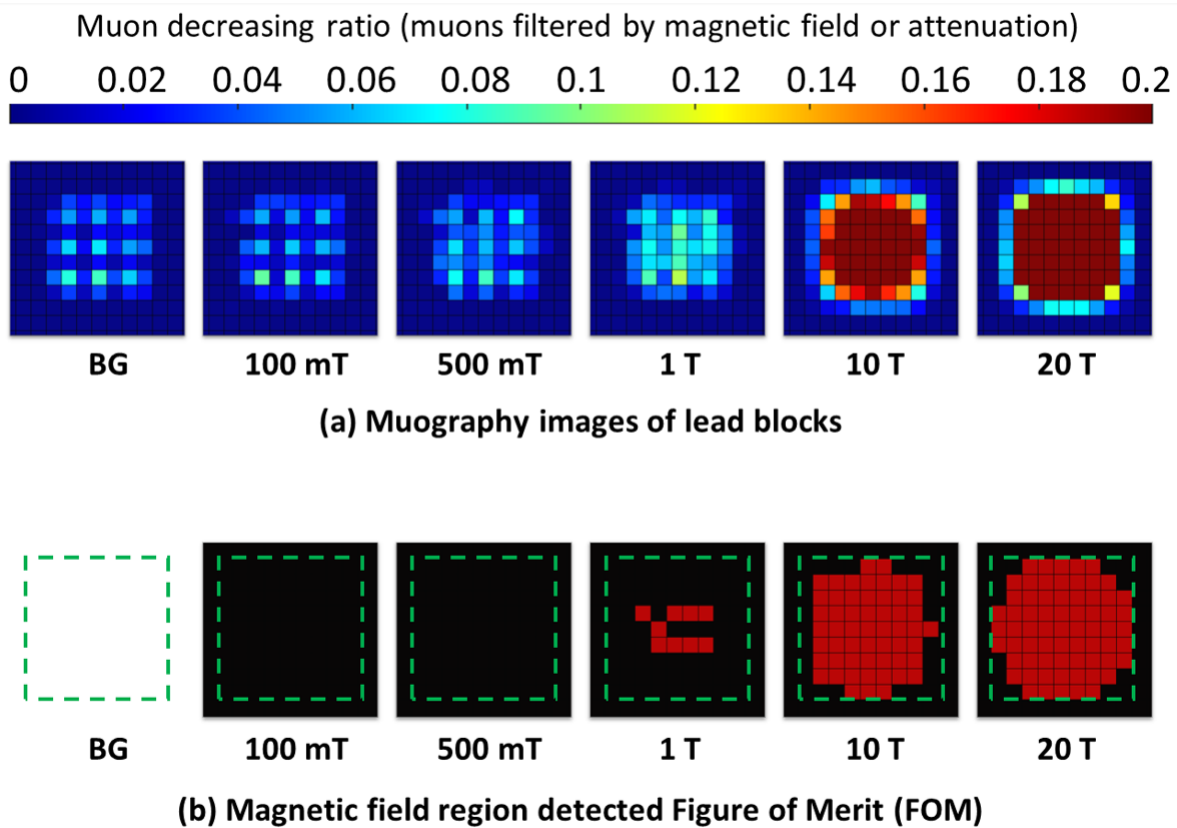 Muon decreasing ratio (muons filtered by magnetic field or attenuation)
0 0.02 0.04 0.06 0.08 0.1 0.12 0.14 0.16 0.18 0.2
BG 100 mT 500 mT 1 T 10 T 20 T
(a) Muography images of lead blocks
BG 100 mT 500 mT 1 T 10 T 20 T
(b) Magnetic field region detected Figure of Merit (FOM)